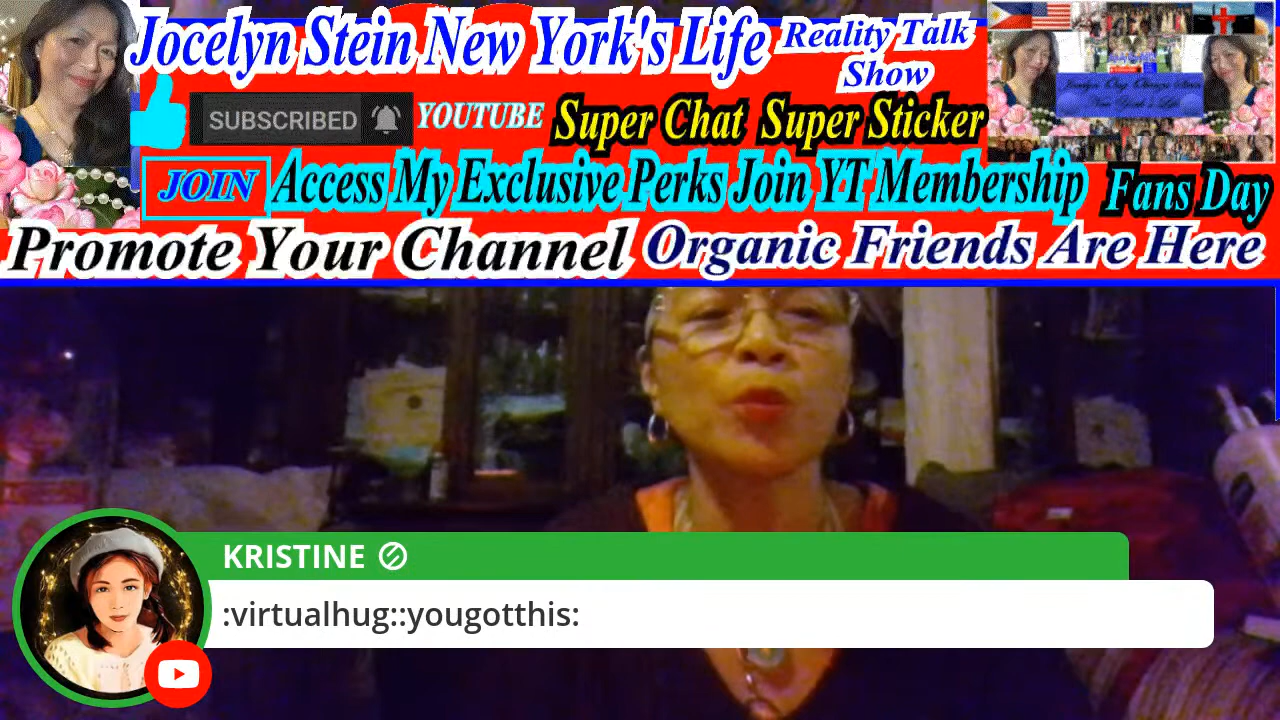 Jocelyn Stein New York's Life
Reality Talk
Show
SUBSCRIBED
YOUTUBE
Super Chat Super Sticker
JOIN
Access My Exclusive Perks Join YT Membership
Fans Day
Promote Your Channel
Organic Friends Are Here
KRISTINE
:virtualhug::yougotthis: